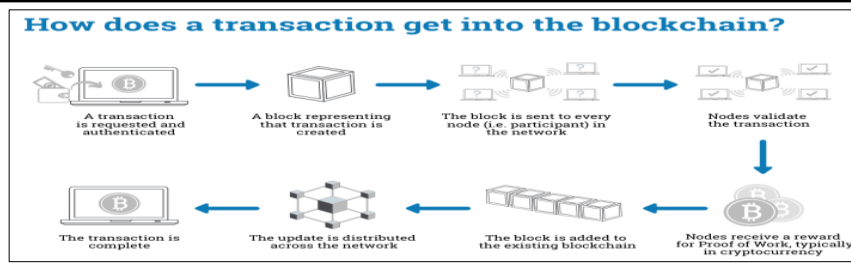 How does a transaction get into the blockchain?
A transaction
is requested and
authenticated
A block representing
that transaction is
created
The block is sent to every
node (i.e. participant) in
the network
Nodes validate
the transaction
Nodes receive a reward
for Proof of Work, typically
in cryptocurrency
The block is added to
the existing blockchain
The update is distributed
across the network
The transaction is
complete